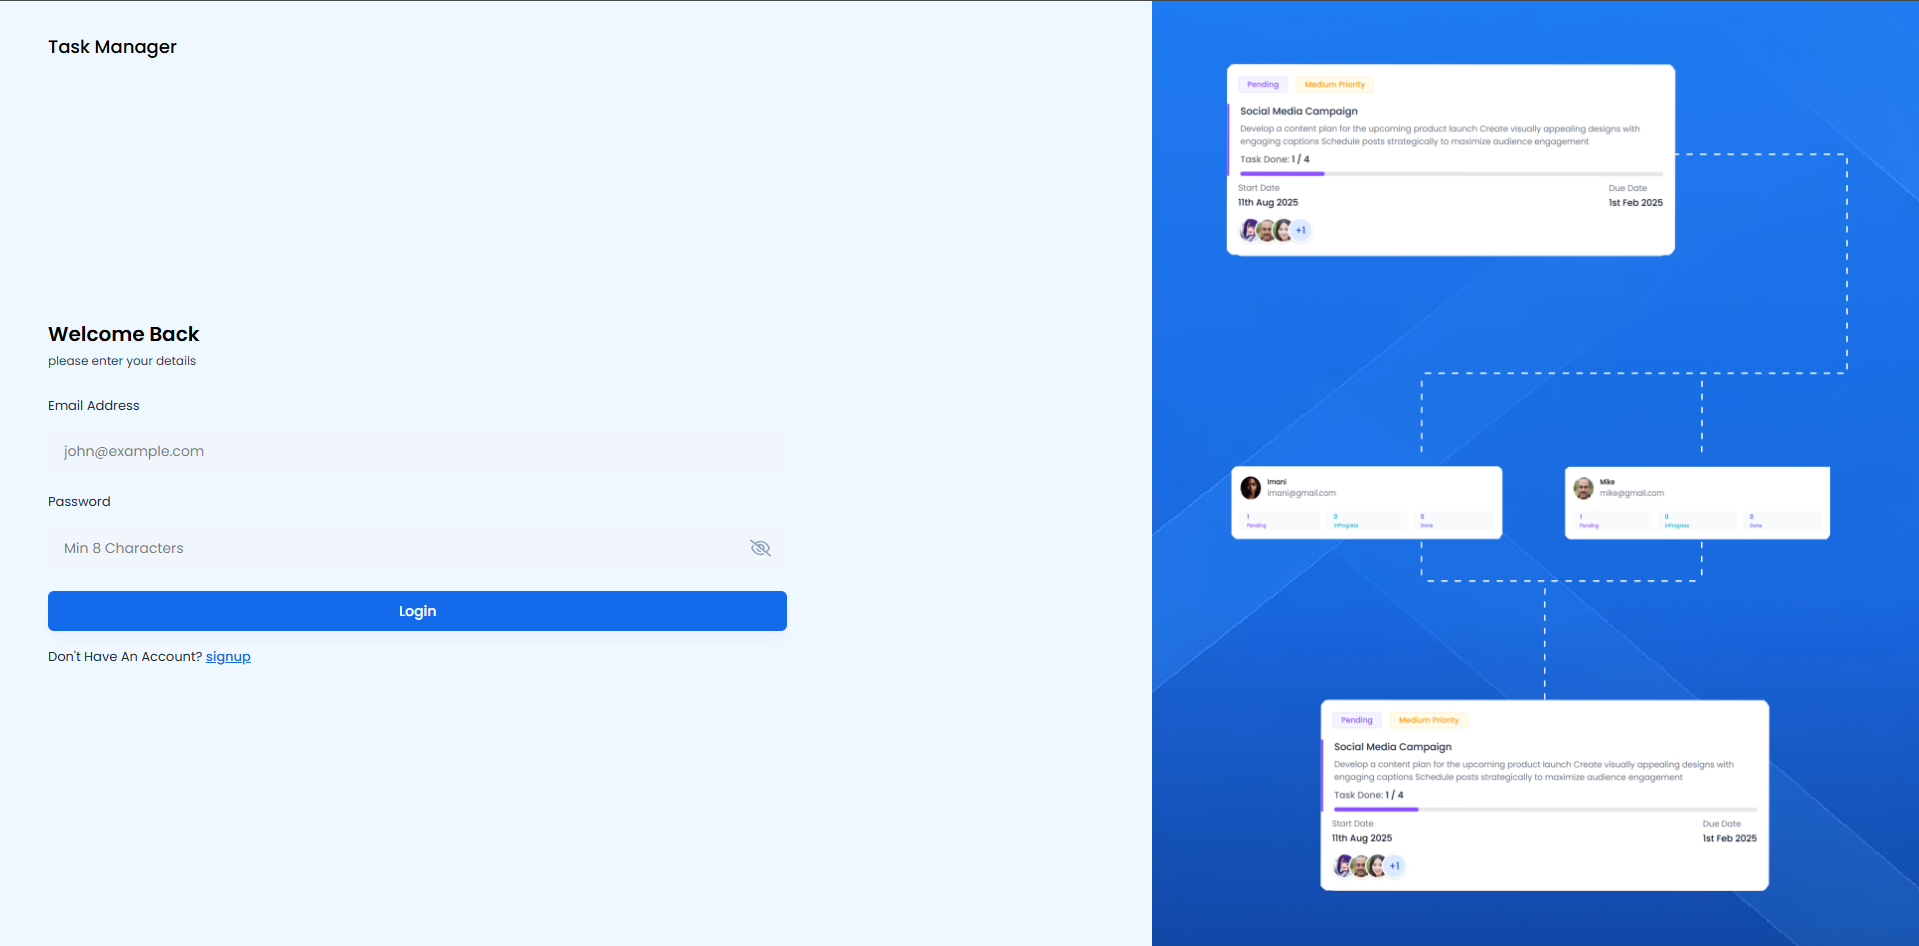 Task Manager
Welcome Back
please enter your details
Email Address
john@example.com
Password
Min 8 Characters
Login
Don't Have An Account? signup
Pending Medium Priority
Social Media Campaign
Develop a content plan for the upcoming product launch Create visually appealing designs with
engaging captions Schedule posts strategically to maximize audience engagement
Task Done: 1 / 4
Start Date Due Date
11th Aug 2025 1st Feb 2025
+1
Imani
imani@gmail.com
1 0 0
Pending InProgress Done
Mike
mike@gmail.com
1 0 0
Pending InProgress Done
Pending Medium Priority
Social Media Campaign
Develop a content plan for the upcoming product launch Create visually appealing designs with
engaging captions Schedule posts strategically to maximize audience engagement
Task Done: 1 / 4
Start Date Due Date
11th Aug 2025 1st Feb 2025
+1